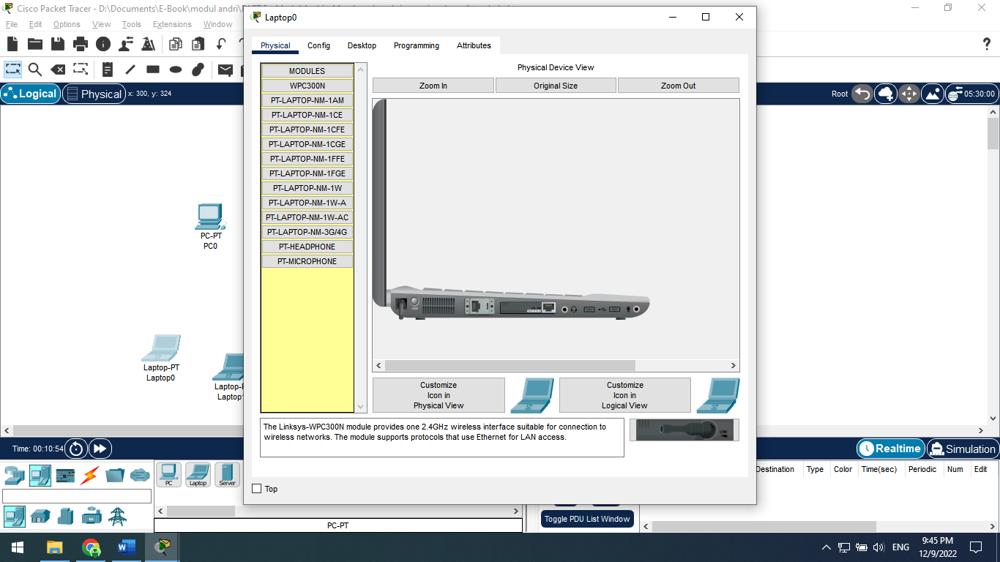 Cisco Packet Tracer - D:\Documents\E-Book\modul andri\
Laptop0
File Edit Options View Tools Extensions Window
Physical Config Desktop Programming Attributes
MODULES
WPC300N
PT-LAPTOP-NM-1AM
PT-LAPTOP-NM-1CE
PT-LAPTOP-NM-1CFE
PT-LAPTOP-NM-1CGE
PT-LAPTOP-NM-1FFE
PT-LAPTOP-NM-1FGE
PT-LAPTOP-NM-1W
PT-LAPTOP-NM-1W-A
PT-LAPTOP-NM-1W-AC
PT-LAPTOP-NM-3G/4G
PT-HEADPHONE
PT-MICROPHONE
Physical Device View
Zoom In Original Size Zoom Out
Logical Physical x: 300, y: 324
Root 05:30:00
PC-PT
PC0
Laptop-PT
Laptop0
Laptop-P
Laptop1
Customize
Icon in
Physical View
Customize
Icon in
Logical View
The Linksys-WPC300N module provides one 2.4GHz wireless interface suitable for connection to
wireless networks. The module supports protocols that use Ethernet for LAN access.
LINK
Top
Time: 00:10:54
Realtime Simulation
PC Laptop Server
PC-PT
Destination Type Color Time(sec) Periodic Num Edit
Toggle PDU List Window
ENG
9:45 PM
12/9/2022